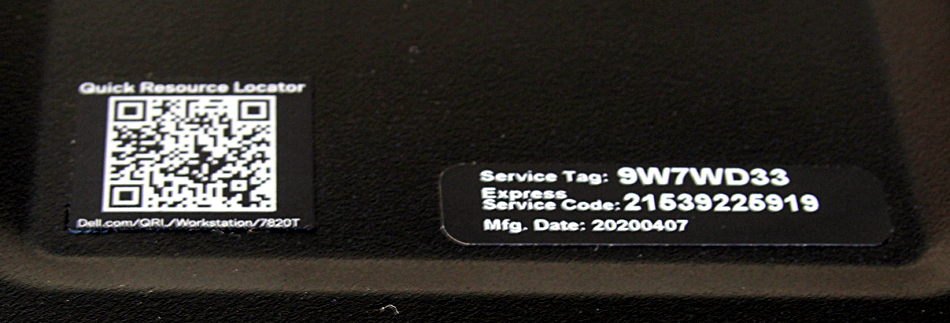 Quick Resource Locator
Dell.com/QRL/Workstation/7820T
Service Tag: 9W7WD33
Express
Service Code: 21539225919
Mfg. Date: 20200407